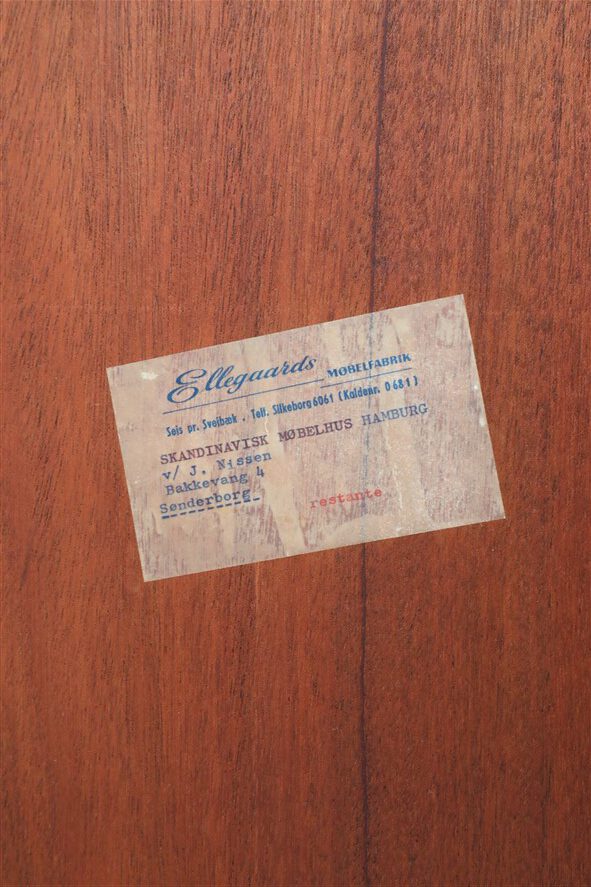 Ellegaards MØBELFABRIK
Sejs pr. Svejbæk . Telf. Silkeborg 6061 (Kaldenr. 0681)
SKANDINAVISK MØBELHUS HAMBURG
v/ J. Nissen
Bakkevang 4
Sønderborg
restante